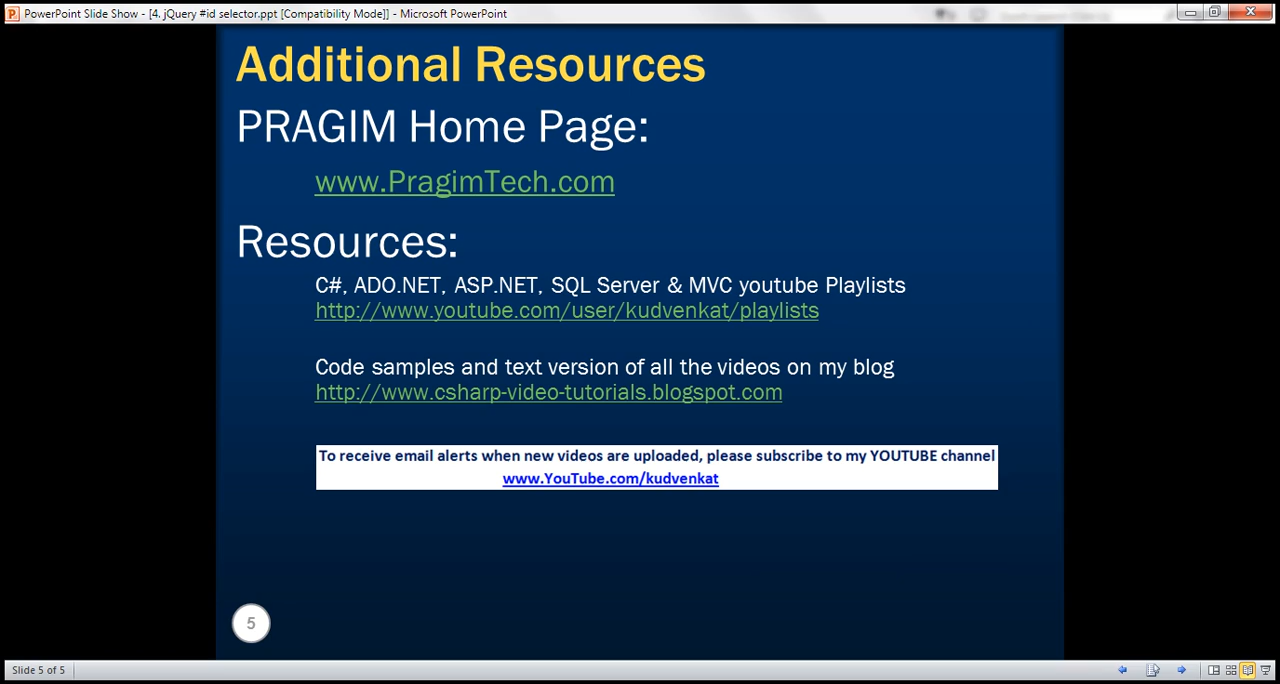 PowerPoint Slide Show - [4. jQuery #id selector.ppt [Compatibility Mode]] - Microsoft PowerPoint
Additional Resources
PRAGIM Home Page:
www.PragimTech.com
Resources:
C#, ADO.NET, ASP.NET, SQL Server & MVC youtube Playlists
http://www.youtube.com/user/kudvenkat/playlists
Code samples and text version of all the videos on my blog
http://www.csharp-video-tutorials.blogspot.com
To receive email alerts when new videos are uploaded, please subscribe to my YOUTUBE channel
www.YouTube.com/kudvenkat
5
Slide 5 of 5